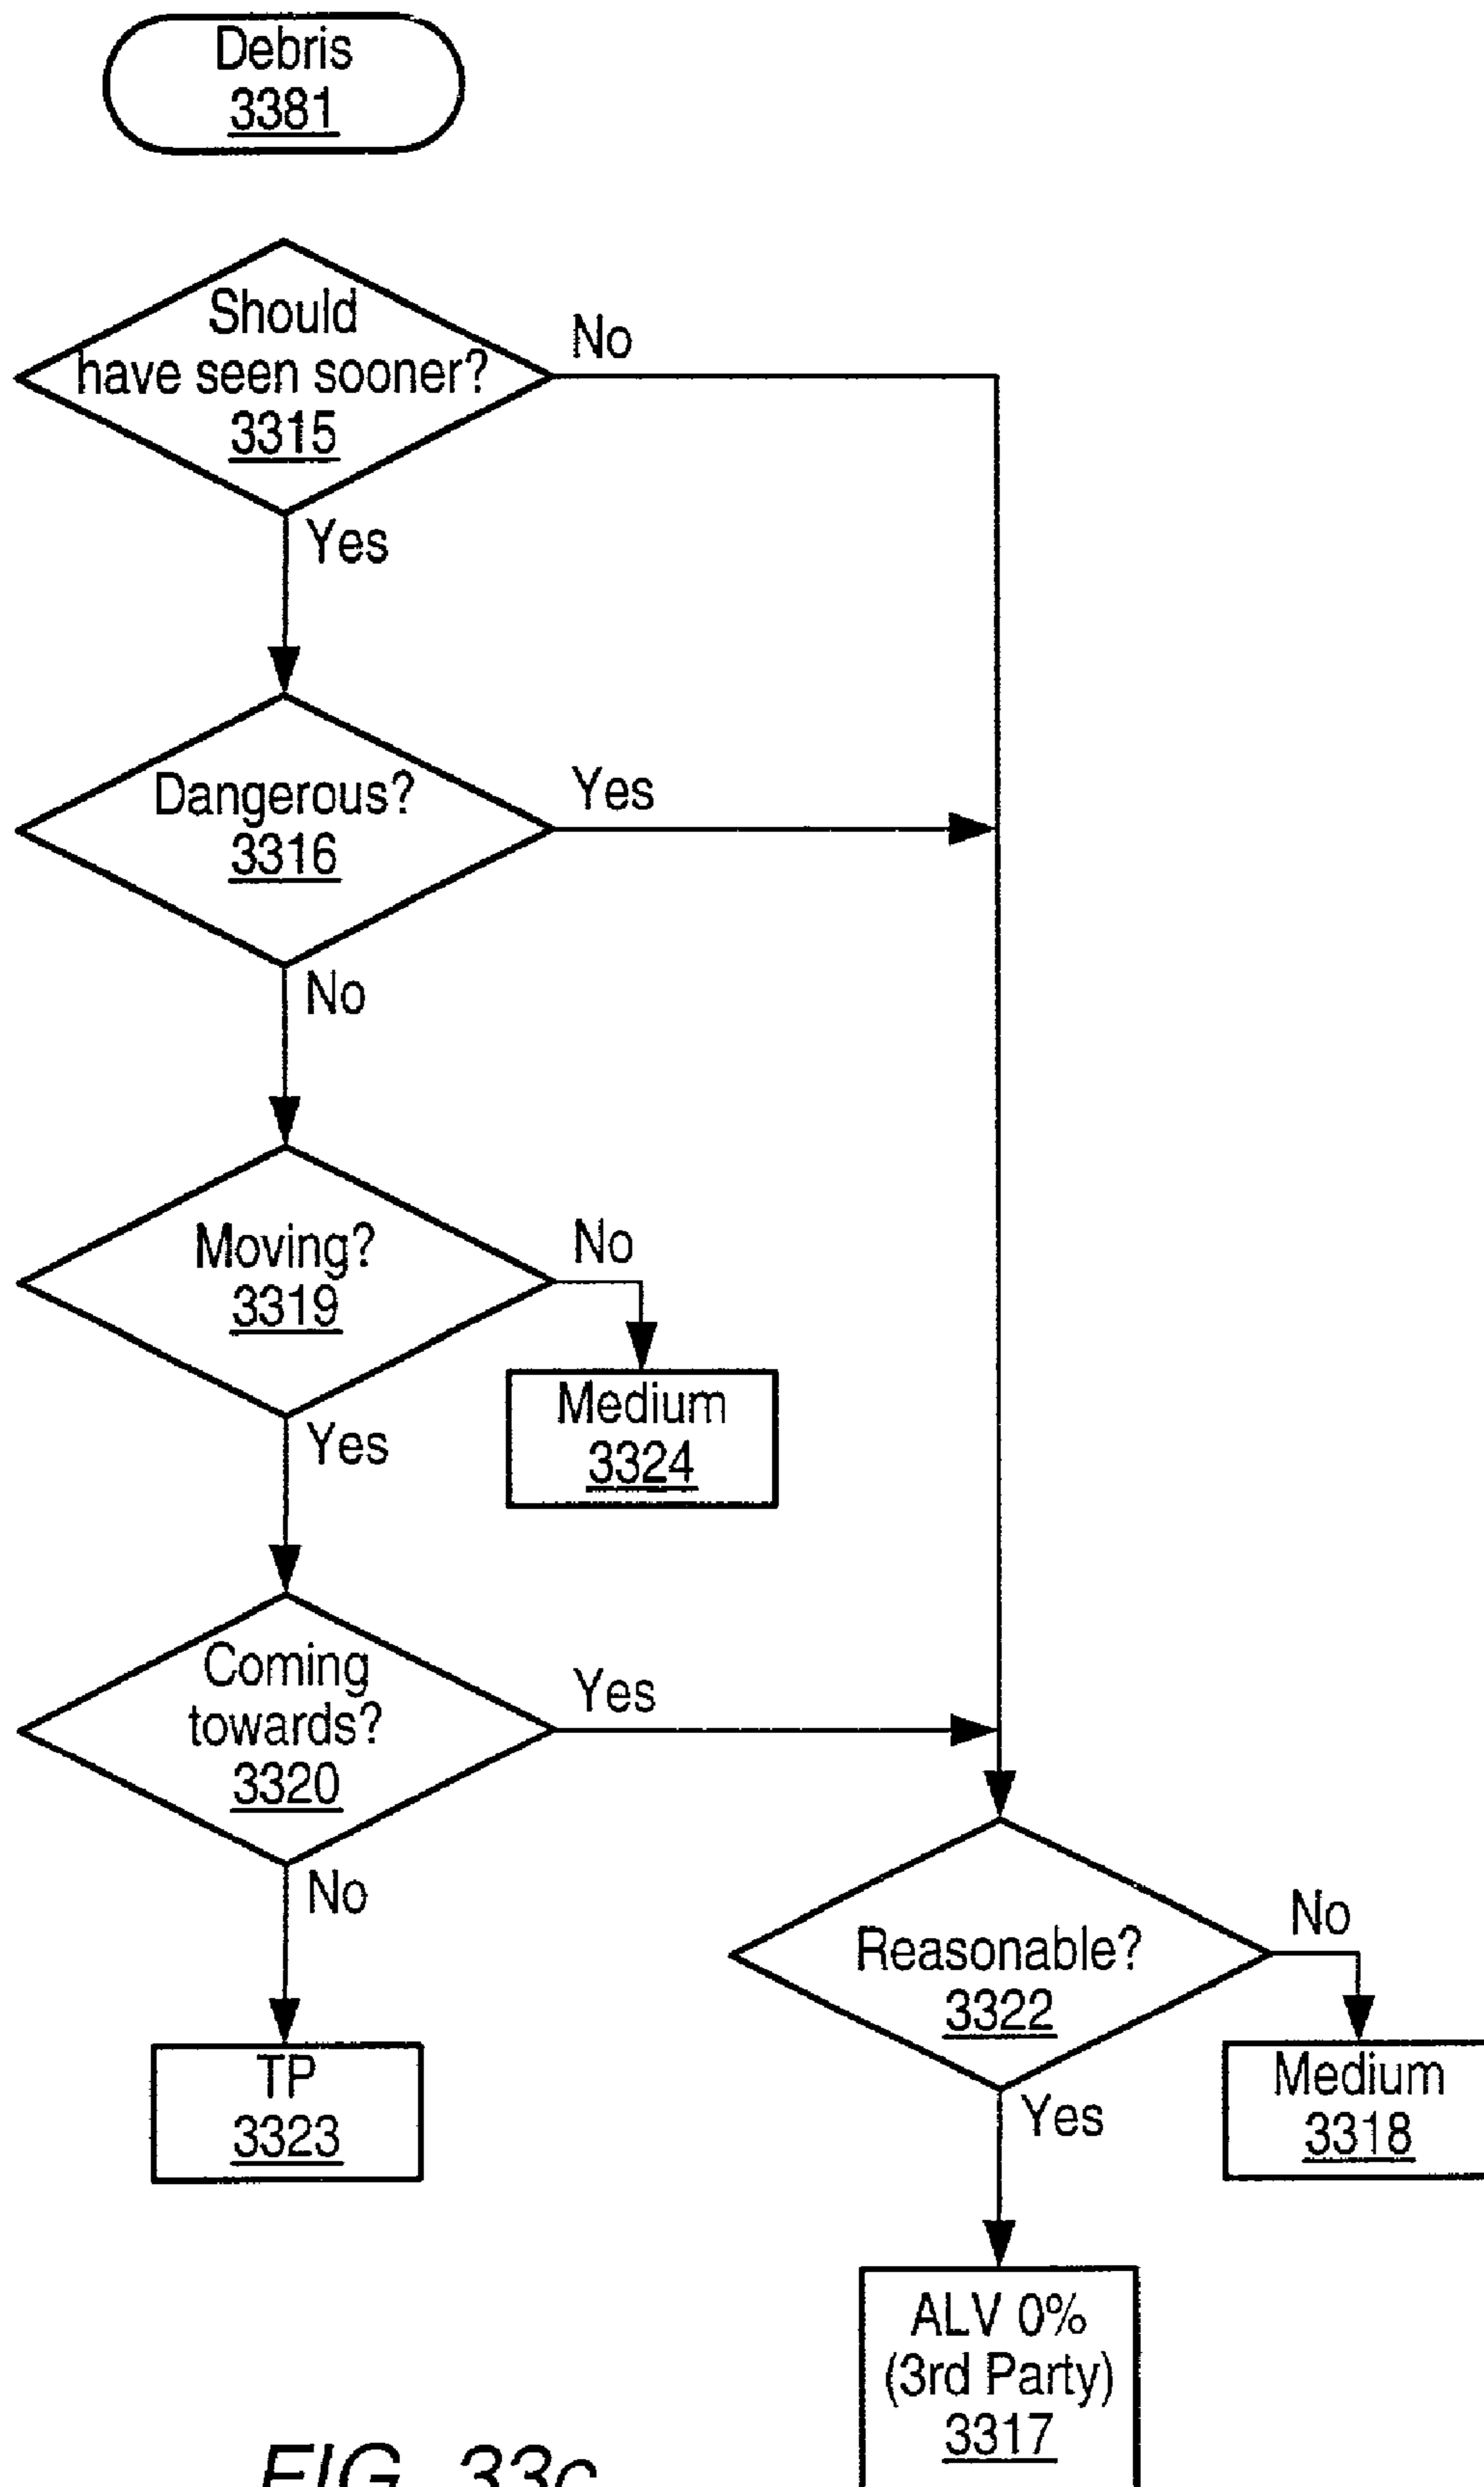 Debris
3381
Should
have seen sooner?
3315
No
Yes
Dangerous?
3316
Yes
No
Moving?
3319
No
Yes
Medium
3324
Coming
towards?
3320
Yes
No
TP
3323
Reasonable?
3322
No
Yes
Medium
3318
ALV 0%
(3rd Party)
3317
FIG. 33c